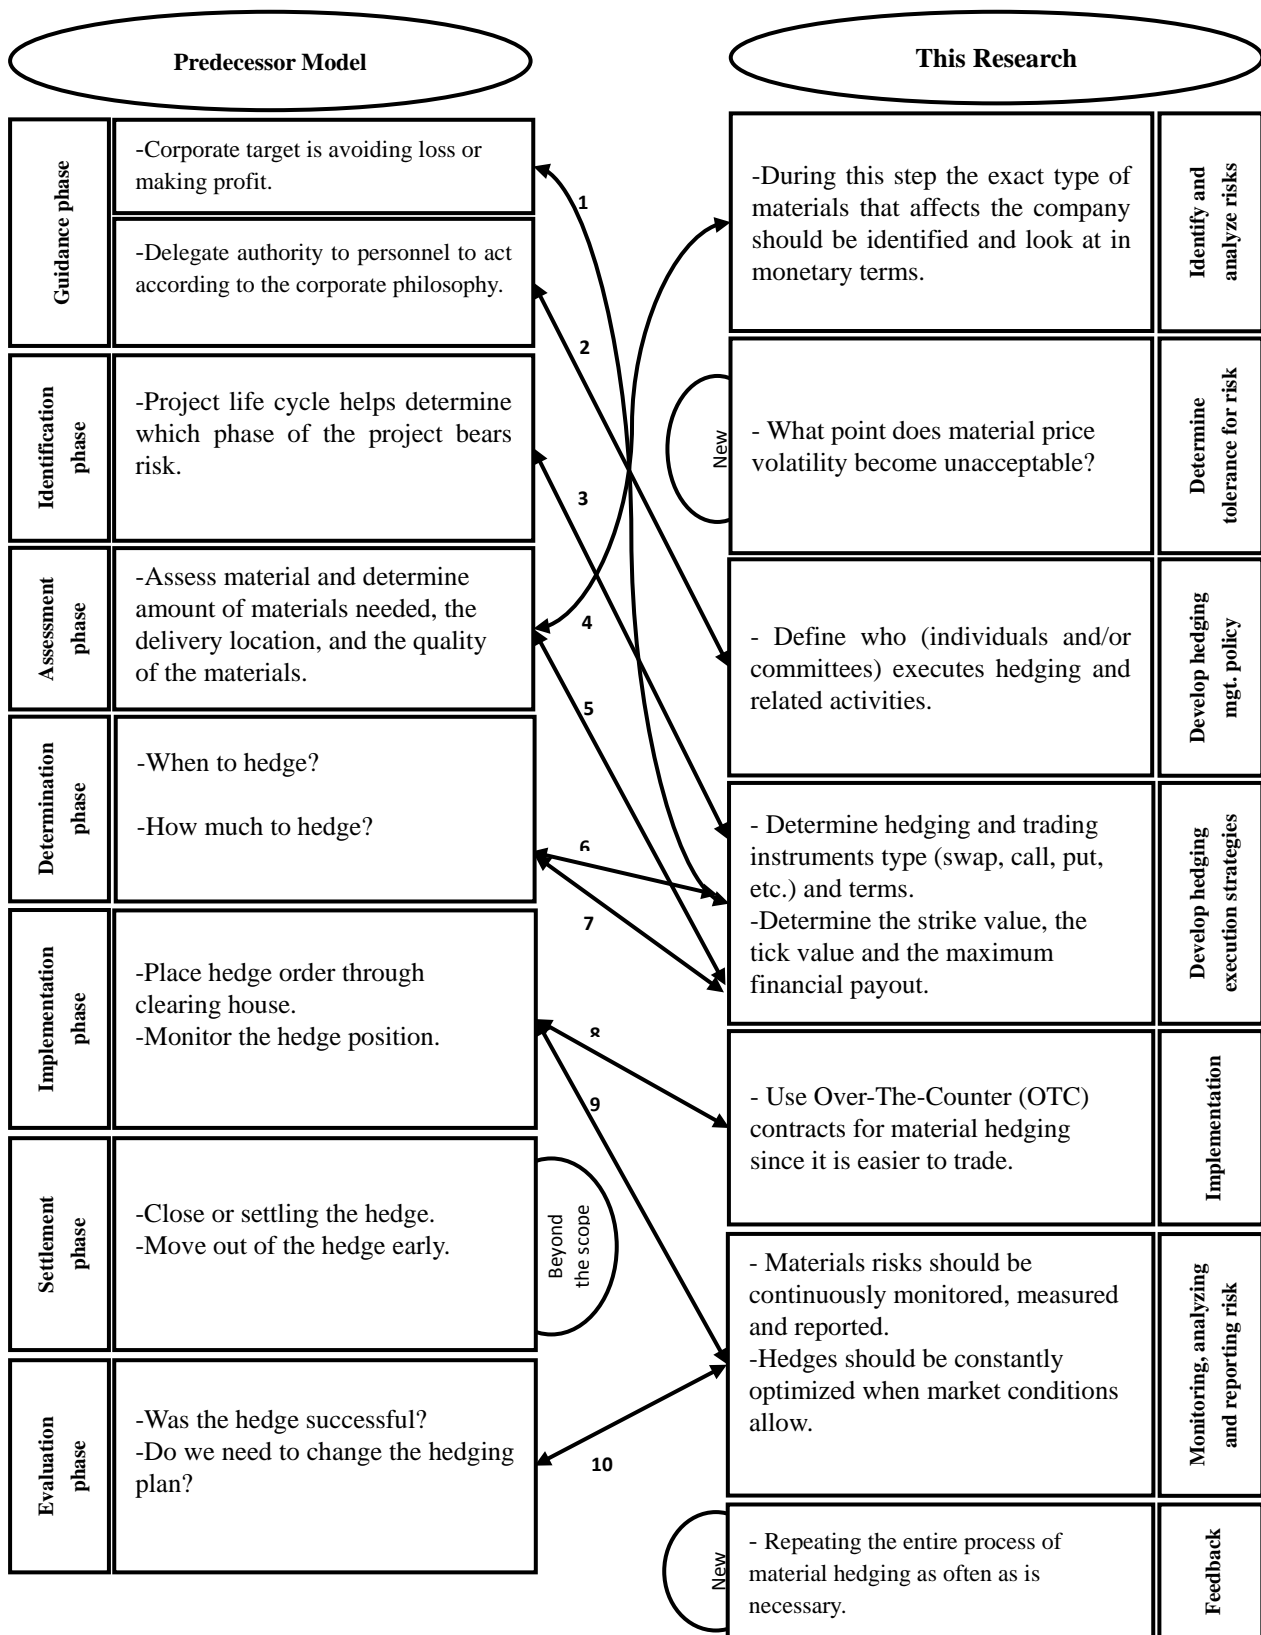 Predecessor Model
This Research
Guidance phase
-Corporate target is avoiding loss or
making profit.
-Delegate authority to personnel to act
according to the corporate philosophy.
Identification
phase
-Project life cycle helps determine
which phase of the project bears
risk.
Assessment
phase
-Assess material and determine
amount of materials needed, the
delivery location, and the quality
of the materials.
Determination
phase
-When to hedge?
-How much to hedge?
Implementation
phase
-Place hedge order through
clearing house.
-Monitor the hedge position.
Settlement
phase
-Close or settling the hedge.
-Move out of the hedge early.
Beyond
the scope
Evaluation
phase
-Was the hedge successful?
-Do we need to change the hedging
plan?
1
2
3
4
5
6
7
8
9
10
-During this step the exact type of
materials that affects the company
should be identified and look at in
monetary terms.
Identify and
analyze risks
New
- What point does material price
volatility become unacceptable?
Determine
tolerance for risk
- Define who (individuals and/or
committees) executes hedging and
related activities.
Develop hedging
mgt. policy
- Determine hedging and trading
instruments type (swap, call, put,
etc.) and terms.
-Determine the strike value, the
tick value and the maximum
financial payout.
Develop hedging
execution strategies
- Use Over-The-Counter (OTC)
contracts for material hedging
since it is easier to trade.
Implementation
- Materials risks should be
continuously monitored, measured
and reported.
-Hedges should be constantly
optimized when market conditions
allow.
Monitoring, analyzing
and reporting risk
New
- Repeating the entire process of
material hedging as often as is
necessary.
Feedback